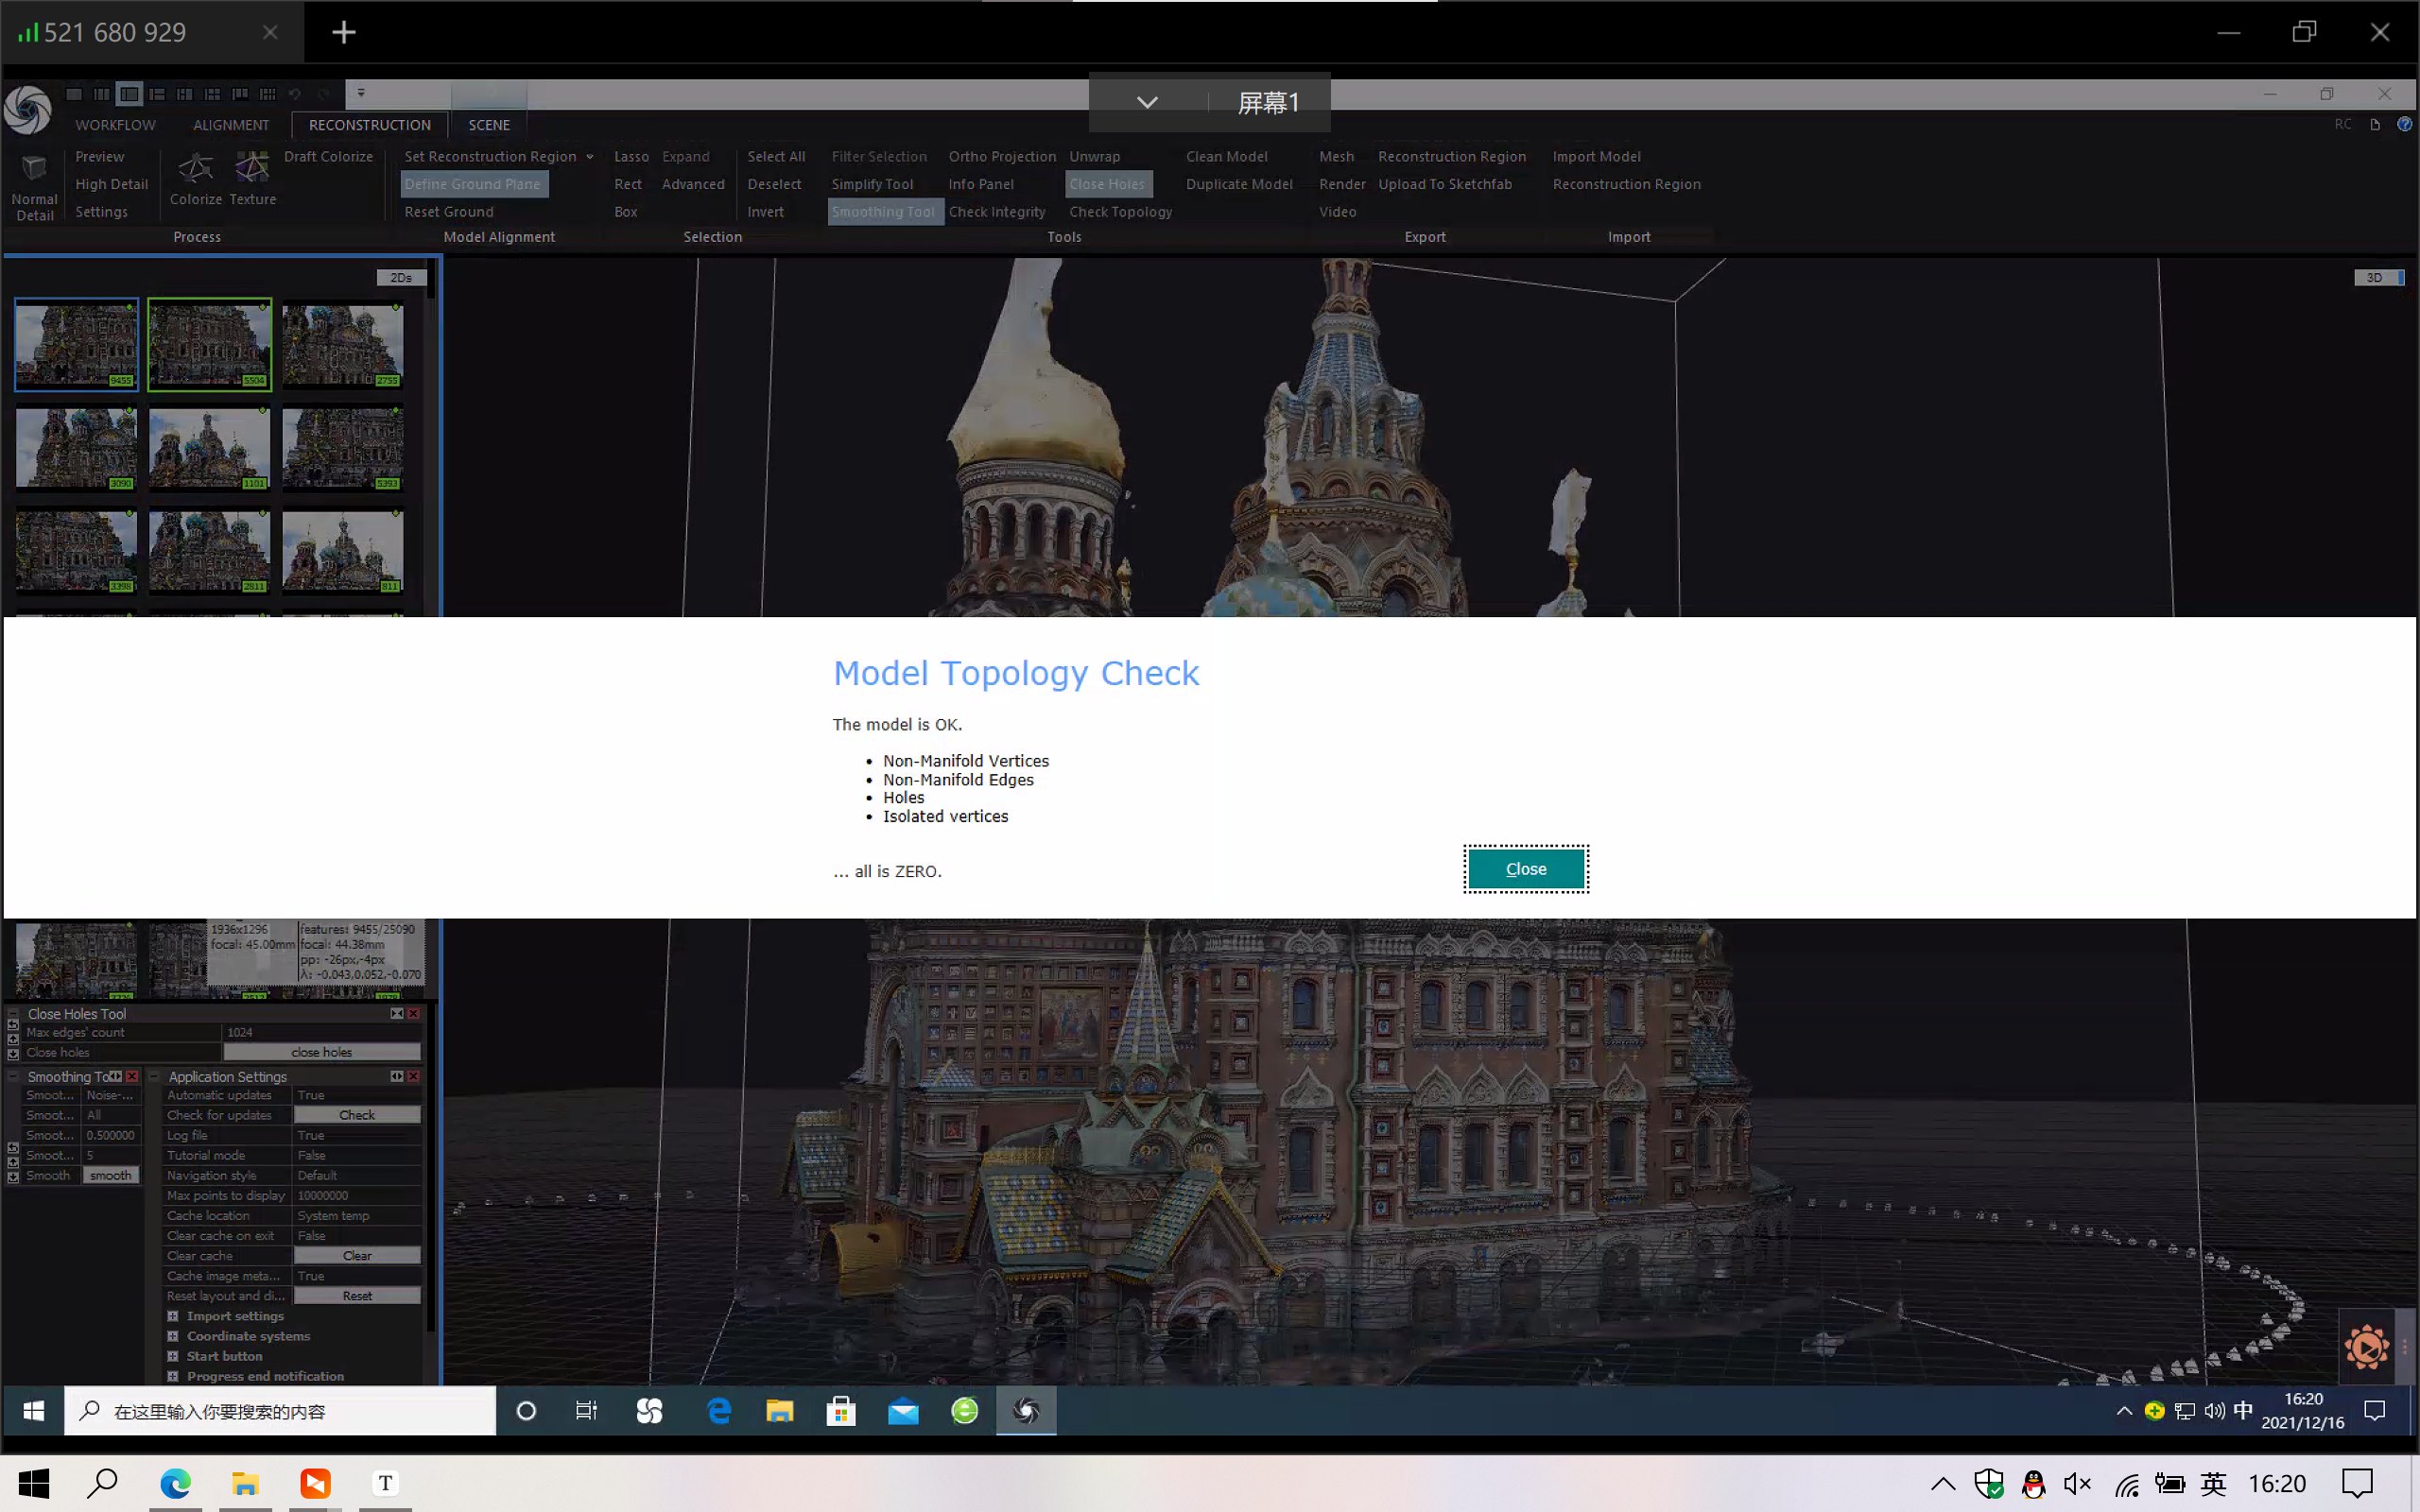 521 680 929
屏幕1
WORKFLOW ALIGNMENT RECONSTRUCTION SCENE
RC
Normal Detail
Preview
High Detail
Settings
Colorize Texture
Draft Colorize
Process
Set Reconstruction Region
Define Ground Plane
Reset Ground
Model Alignment
Lasso Expand
Rect Advanced
Box
Select All
Deselect
Invert
Selection
Filter Selection
Simplify Tool
Smoothing Tool
Ortho Projection
Info Panel
Check Integrity
Unwrap
Close Holes
Check Topology
Clean Model
Duplicate Model
Tools
Mesh
Render
Video
Reconstruction Region
Upload To Sketchfab
Export
Import Model
Reconstruction Region
Import
2Ds
3D
9455 5504 2755
3090 1101 5393
3398 2811 811
Model Topology Check
The model is OK.
• Non-Manifold Vertices
• Non-Manifold Edges
• Holes
• Isolated vertices
... all is ZERO.
Close
1936x1296 features: 9455/25090
focal: 45.00mm focal: 44.38mm
pp: -26px,-4px
λ: -0.043,0.052,-0.070
Close Holes Tool
Max edges' count 1024
Close holes close holes
Smoothing To
Smoot... Noise-...
Smoot... All
Smoot... 0.500000
Smoot... 5
Smooth smooth
Application Settings
Automatic updates True
Check for updates Check
Log file True
Tutorial mode False
Navigation style Default
Max points to display 10000000
Cache location System temp
Clear cache on exit False
Clear cache Clear
Cache image meta... True
Reset layout and di... Reset
Import settings
Coordinate systems
Start button
Progress end notification
在这里输入你要搜索的内容
中
16:20
2021/12/16
T
英
16:20